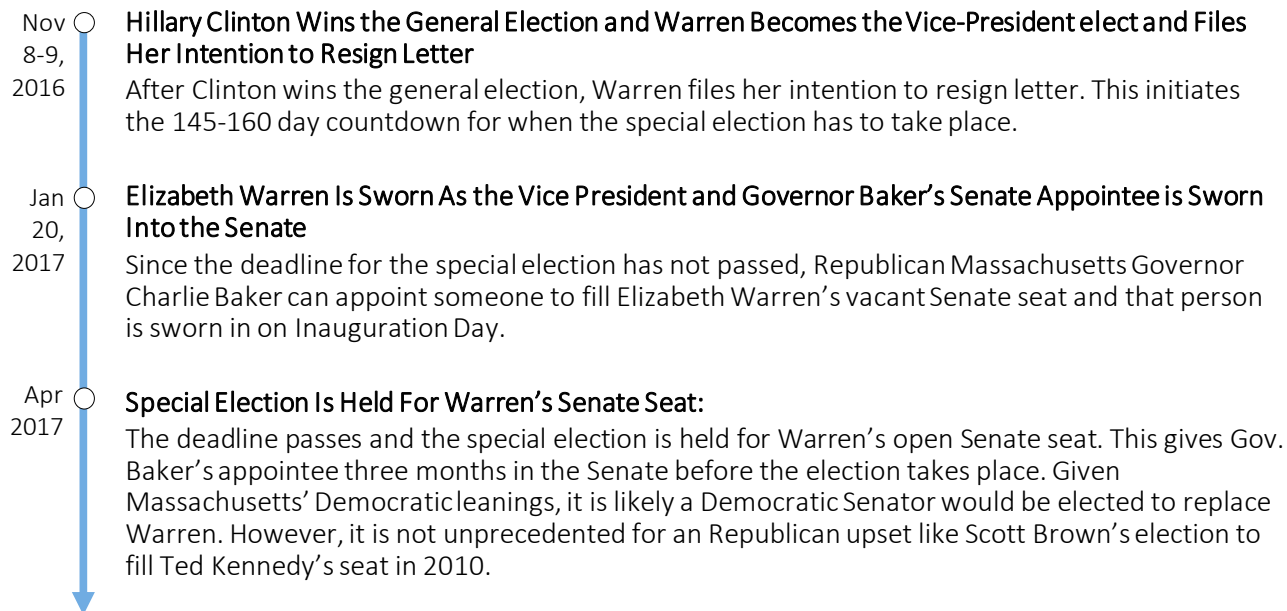 Nov
8-9,
2016
Hillary Clinton Wins the General Election and Warren Becomes the Vice-President elect and Files
Her Intention to Resign Letter
After Clinton wins the general election, Warren files her intention to resign letter. This initiates
the 145-160 day countdown for when the special election has to take place.
Jan
20,
2017
Elizabeth Warren Is Sworn As the Vice President and Governor Baker's Senate Appointee is Sworn
Into the Senate
Since the deadline for the special election has not passed, Republican Massachusetts Governor
Charlie Baker can appoint someone to fill Elizabeth Warren's vacant Senate seat and that person
is sworn in on Inauguration Day.
Apr
2017
Special Election Is Held For Warren's Senate Seat:
The deadline passes and the special election is held for Warren's open Senate seat. This gives Gov.
Baker's appointee three months in the Senate before the election takes place. Given
Massachusetts' Democratic leanings, it is likely a Democratic Senator would be elected to replace
Warren. However, it is not unprecedented for an Republican upset like Scott Brown's election to
fill Ted Kennedy's seat in 2010.